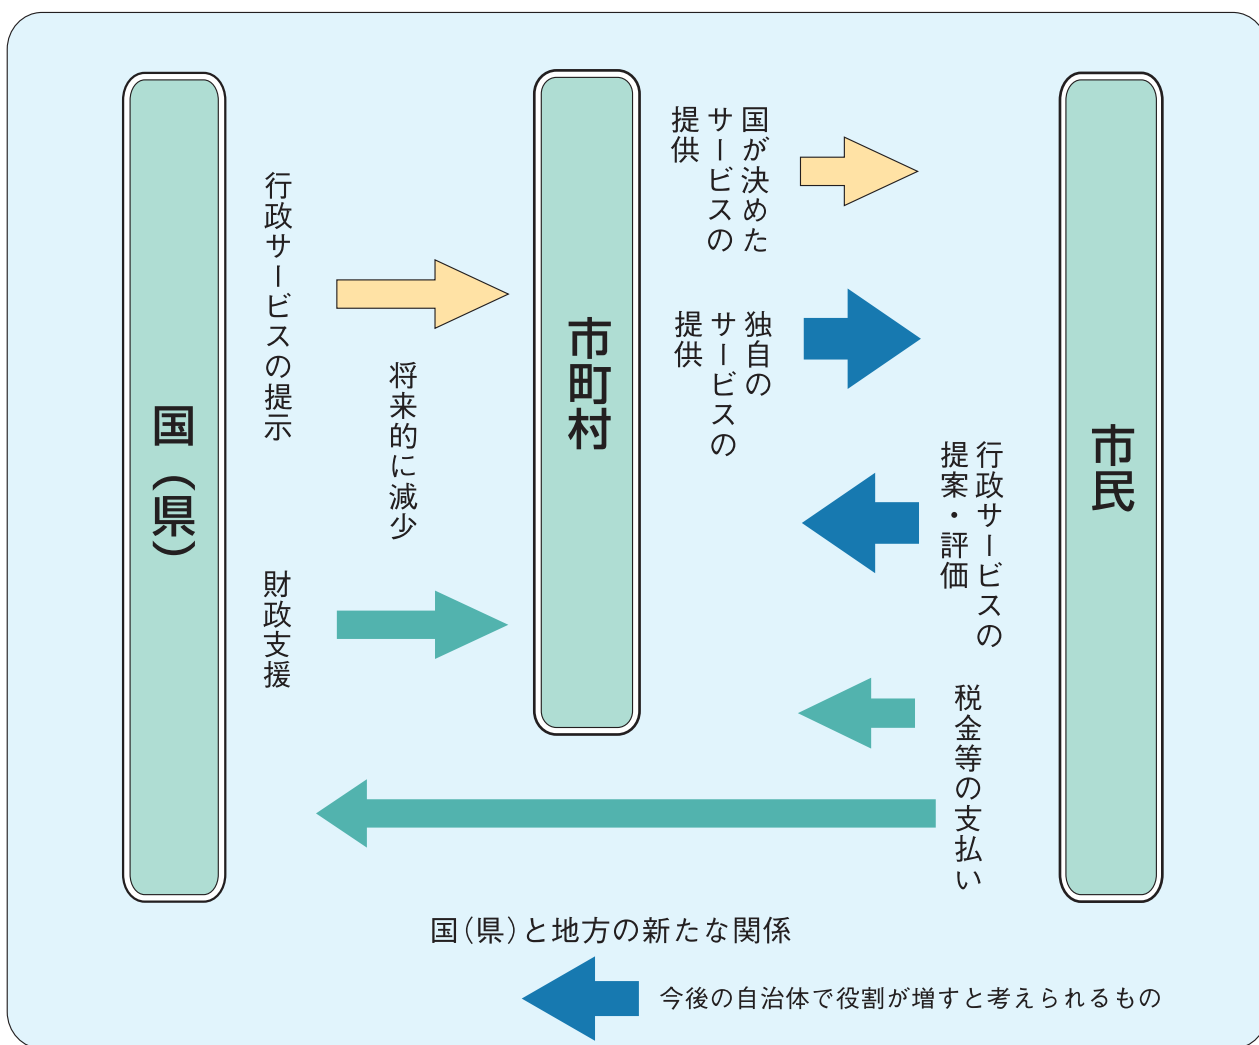 国（県）
行政サービスの提示
将来的に減少
財政支援
市町村
国が決めた
サービスの
提供
独自の
サービスの
提供
行政サービスの
提案・評価
税金等の支払い
市民
国（県）と地方の新たな関係
今後の自治体で役割が増すと考えられるもの